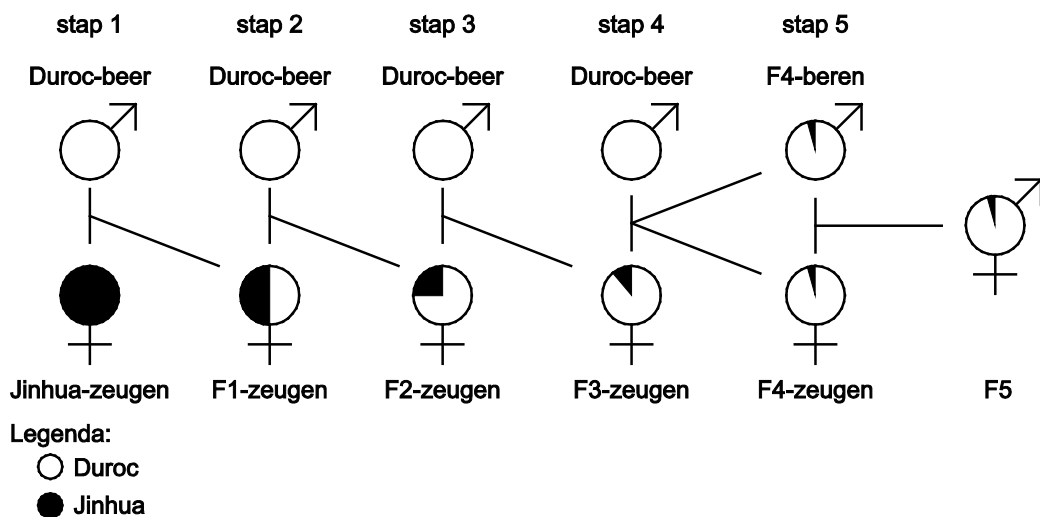 stap 1 stap 2 stap 3 stap 4 stap 5
Duroc-beer Duroc-beer Duroc-beer Duroc-beer F4-beren
Jinhua-zeugen F1-zeugen F2-zeugen F3-zeugen F4-zeugen F5
Legenda:
Duroc
Jinhua